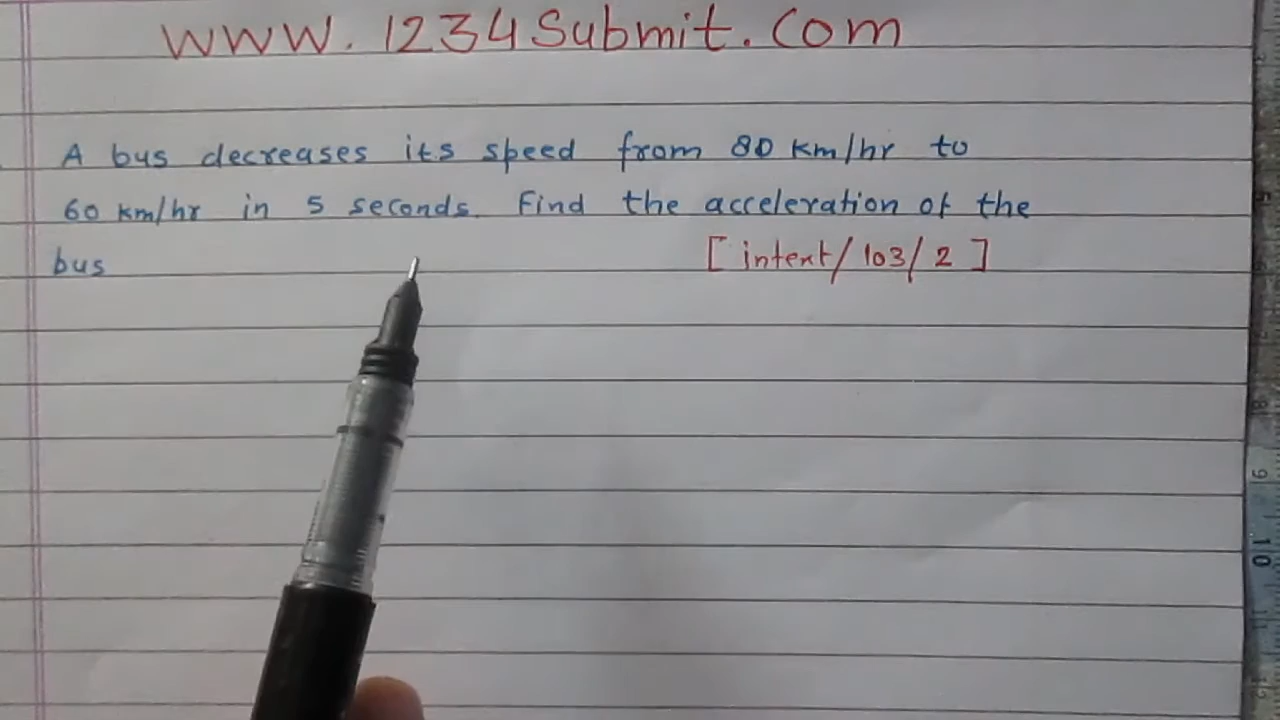 WWW. 1234Submit.Com
A bus decreases its speed from 80 km/hr to
60 km/hr in 5 seconds. Find the acceleration of the
bus [intext/103/2]